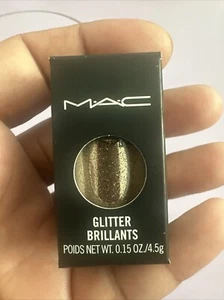 M·A·C
GLITTER
BRILLANTS
POIDS NET WT. 0.15 OZ./4.5g